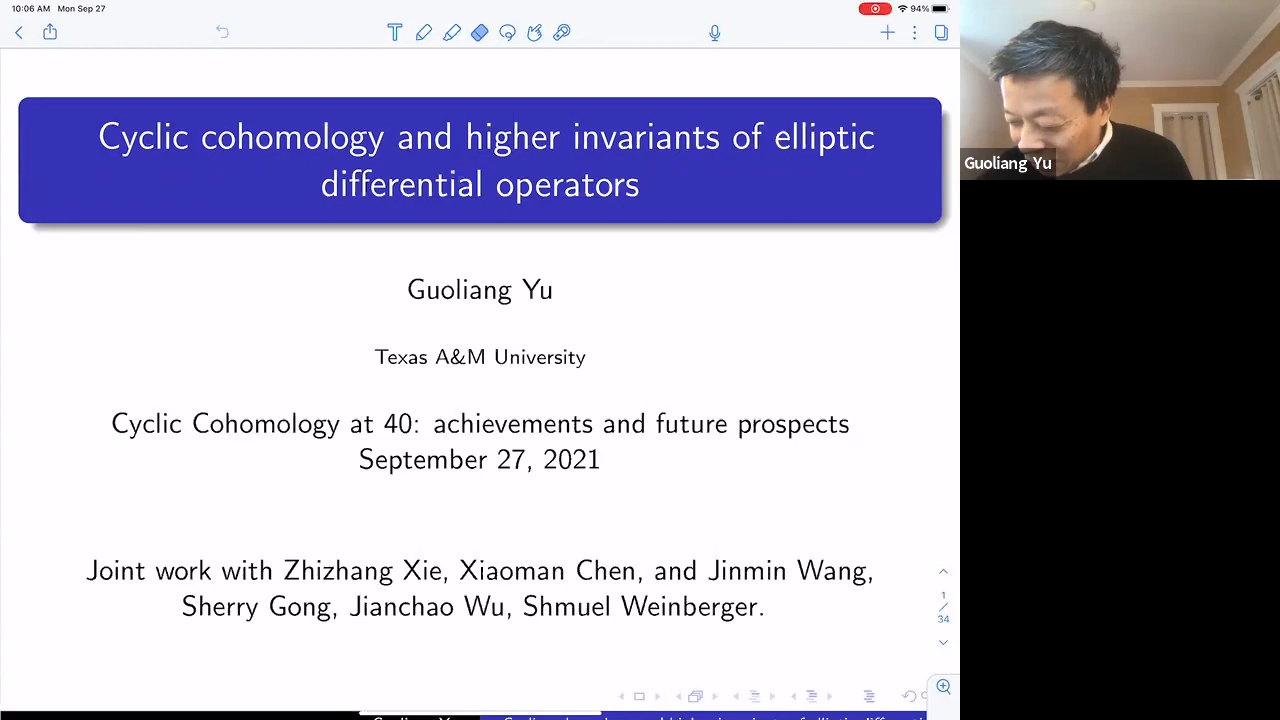 10:06 AM Mon Sep 27
94%
Cyclic cohomology and higher invariants of elliptic
differential operators
Guoliang Yu
Guoliang Yu
Texas A&M University
Cyclic Cohomology at 40: achievements and future prospects
September 27, 2021
Joint work with Zhizhang Xie, Xiaoman Chen, and Jinmin Wang,
Sherry Gong, Jianchao Wu, Shmuel Weinberger.
1
/
34